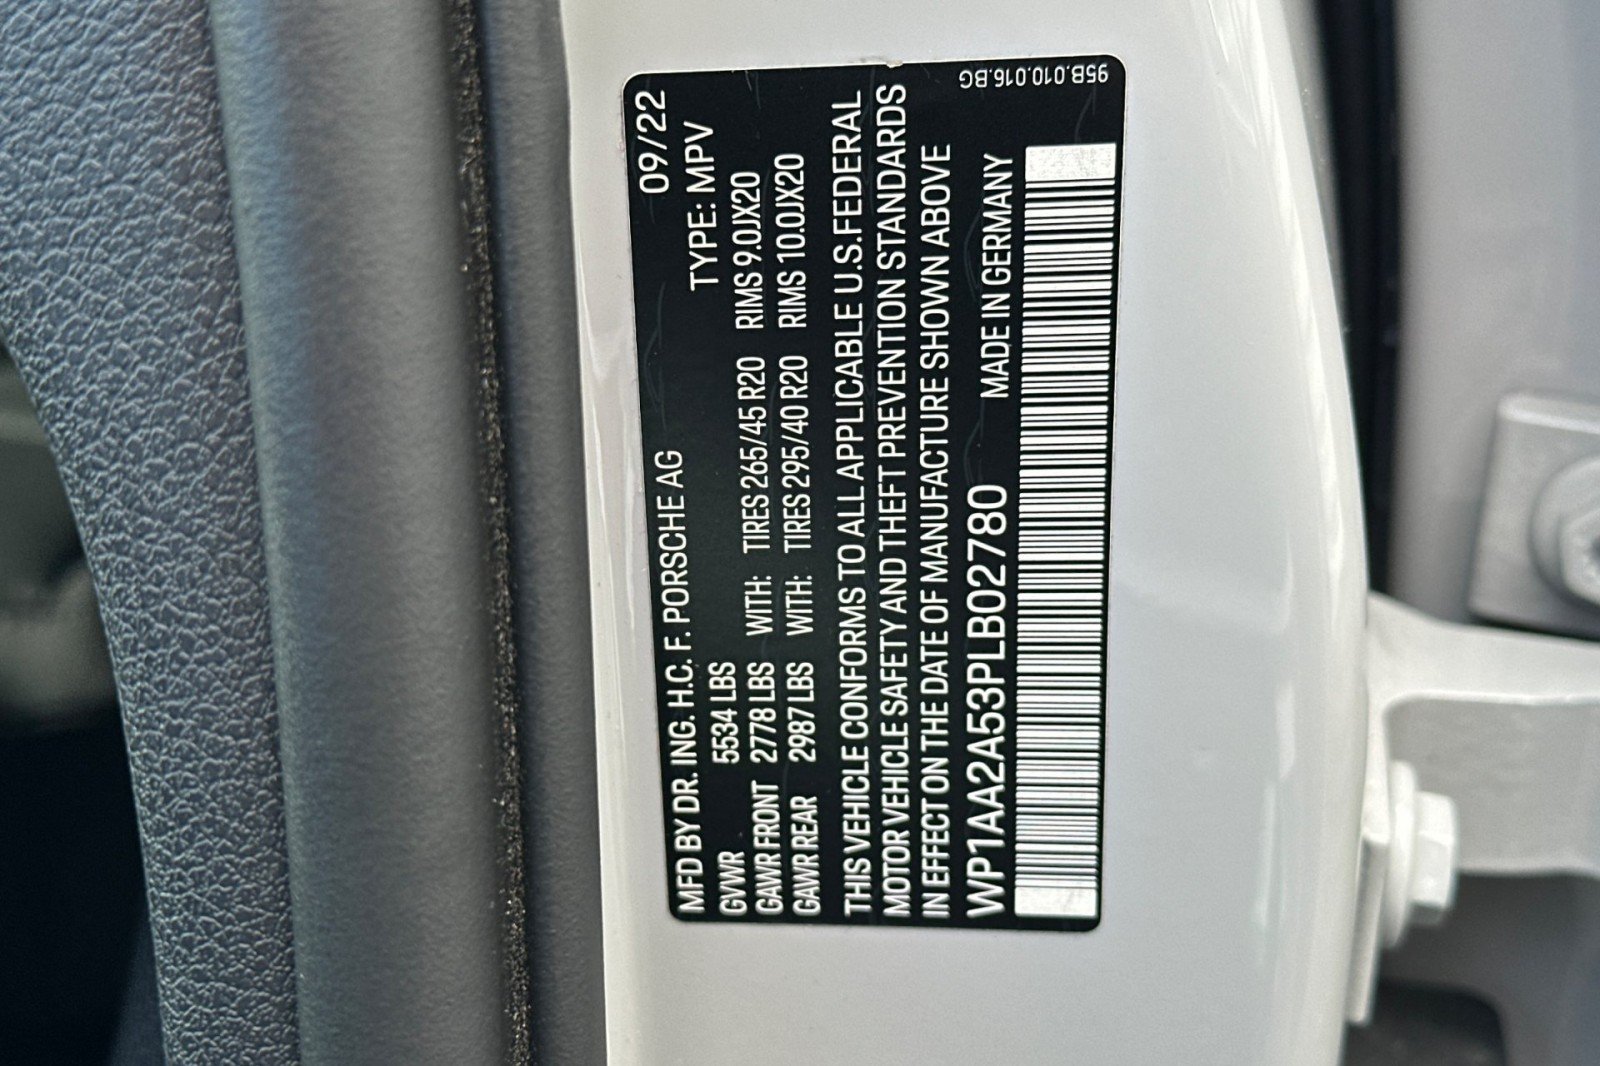 MFD BY DR. ING. H.C. F. PORSCHE AG 09/22
GVWR 5534 LBS TYPE: MPV
GAWR FRONT 2778 LBS WITH: TIRES 265/45 R20 RIMS 9.0JX20
GAWR REAR 2987 LBS WITH: TIRES 295/40 R20 RIMS 10.0JX20
THIS VEHICLE CONFORMS TO ALL APPLICABLE U.S. FEDERAL
MOTOR VEHICLE SAFETY AND THEFT PREVENTION STANDARDS
IN EFFECT ON THE DATE OF MANUFACTURE SHOWN ABOVE
WP1AA2A53PLB02780 MADE IN GERMANY
95B.010.016.BG